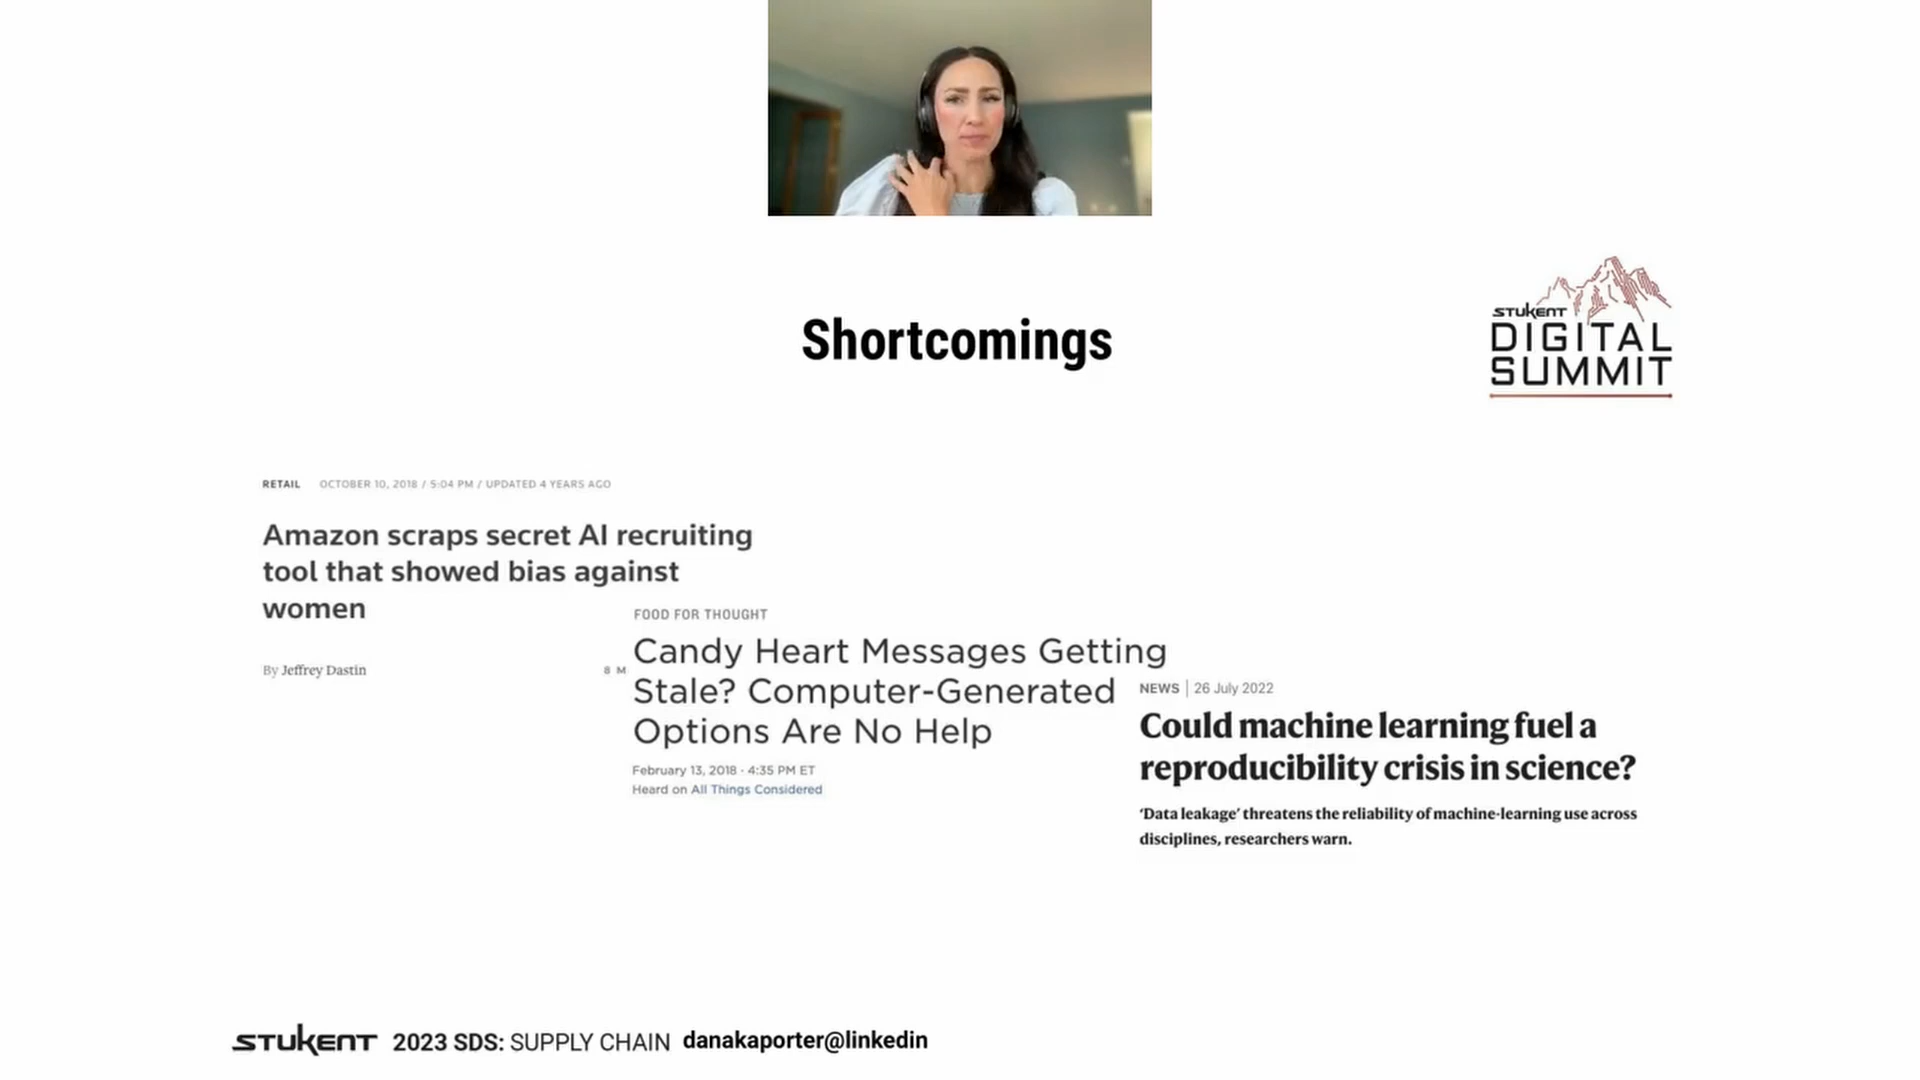 Shortcomings
STUKENT
DIGITAL
SUMMIT
RETAIL OCTOBER 10, 2018 / 5:04 PM / UPDATED 4 YEARS AGO
Amazon scraps secret AI recruiting
tool that showed bias against
women
By Jeffrey Dastin
8 M
FOOD FOR THOUGHT
Candy Heart Messages Getting
Stale? Computer-Generated
Options Are No Help
February 13, 2018 · 4:35 PM ET
Heard on All Things Considered
NEWS | 26 July 2022
Could machine learning fuel a
reproducibility crisis in science?
‘Data leakage’ threatens the reliability of machine-learning use across
disciplines, researchers warn.
STUKENT 2023 SDS: SUPPLY CHAIN danakaporter@linkedin